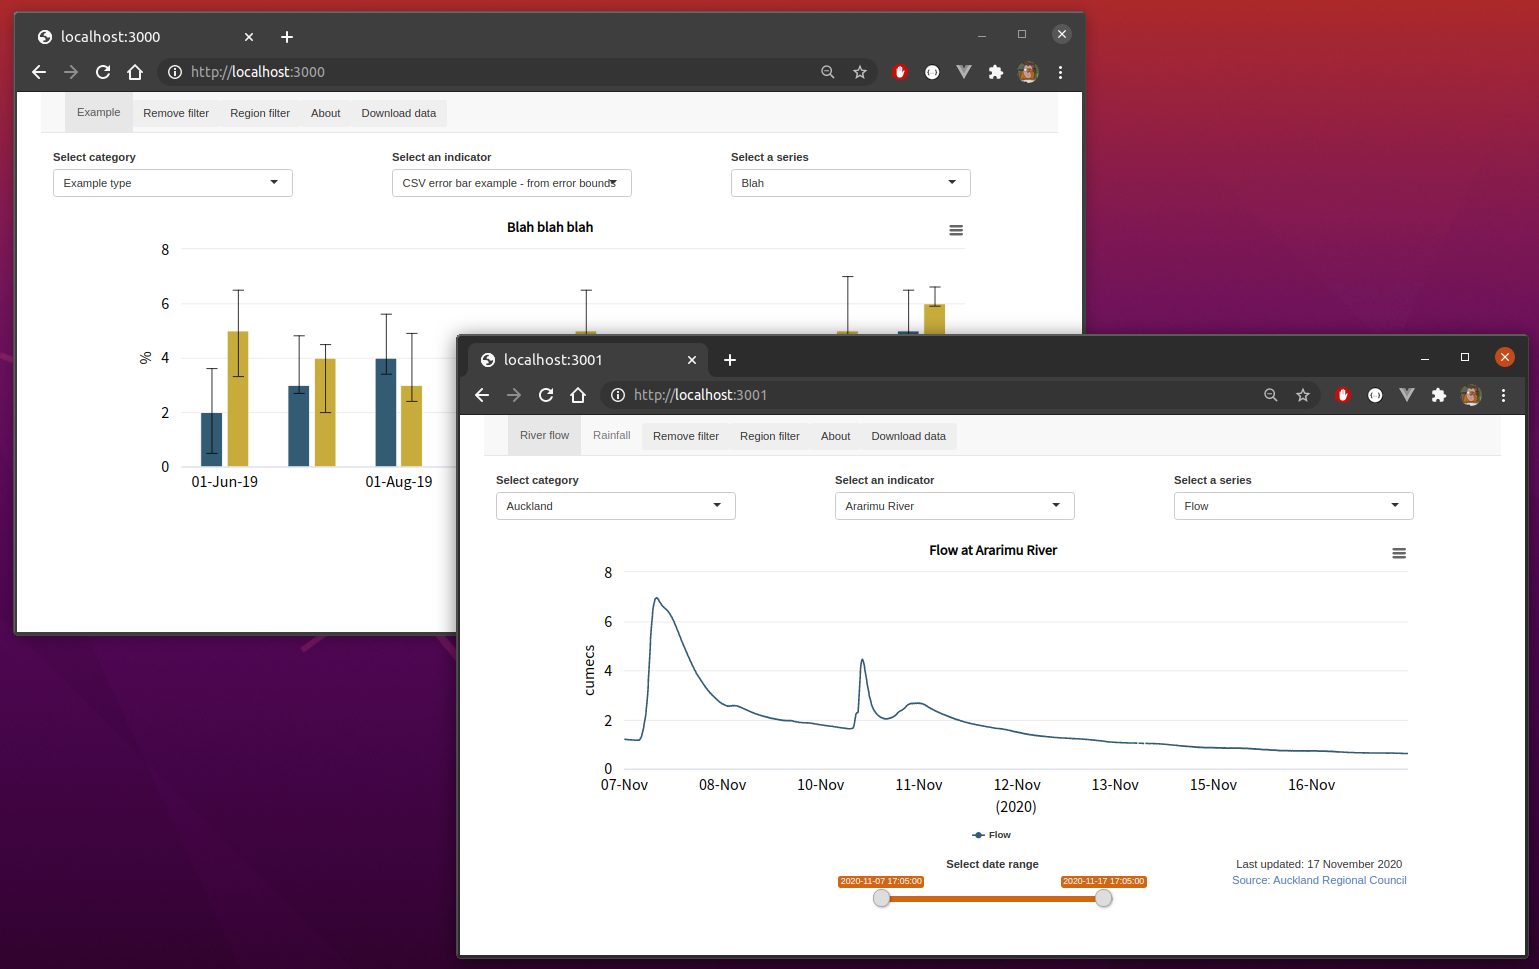 localhost:3000
http://localhost:3000
Example Remove filter Region filter About Download data
Select category Select an indicator Select a series
Example type CSV error bar example - from error bounds Blah
Blah blah blah
8
6
4
2
0
%
01-Jun-19 01-Aug-19
localhost:3001
http://localhost:3001
River flow Rainfall Remove filter Region filter About Download data
Select category Select an indicator Select a series
Auckland Ararimu River Flow
Flow at Ararimu River
8
6
4
2
0
cumecs
07-Nov 08-Nov 10-Nov 11-Nov 12-Nov 13-Nov 15-Nov 16-Nov
(2020)
Flow
Select date range
2020-11-07 17:05:00 2020-11-17 17:05:00
Last updated: 17 November 2020
Source: Auckland Regional Council